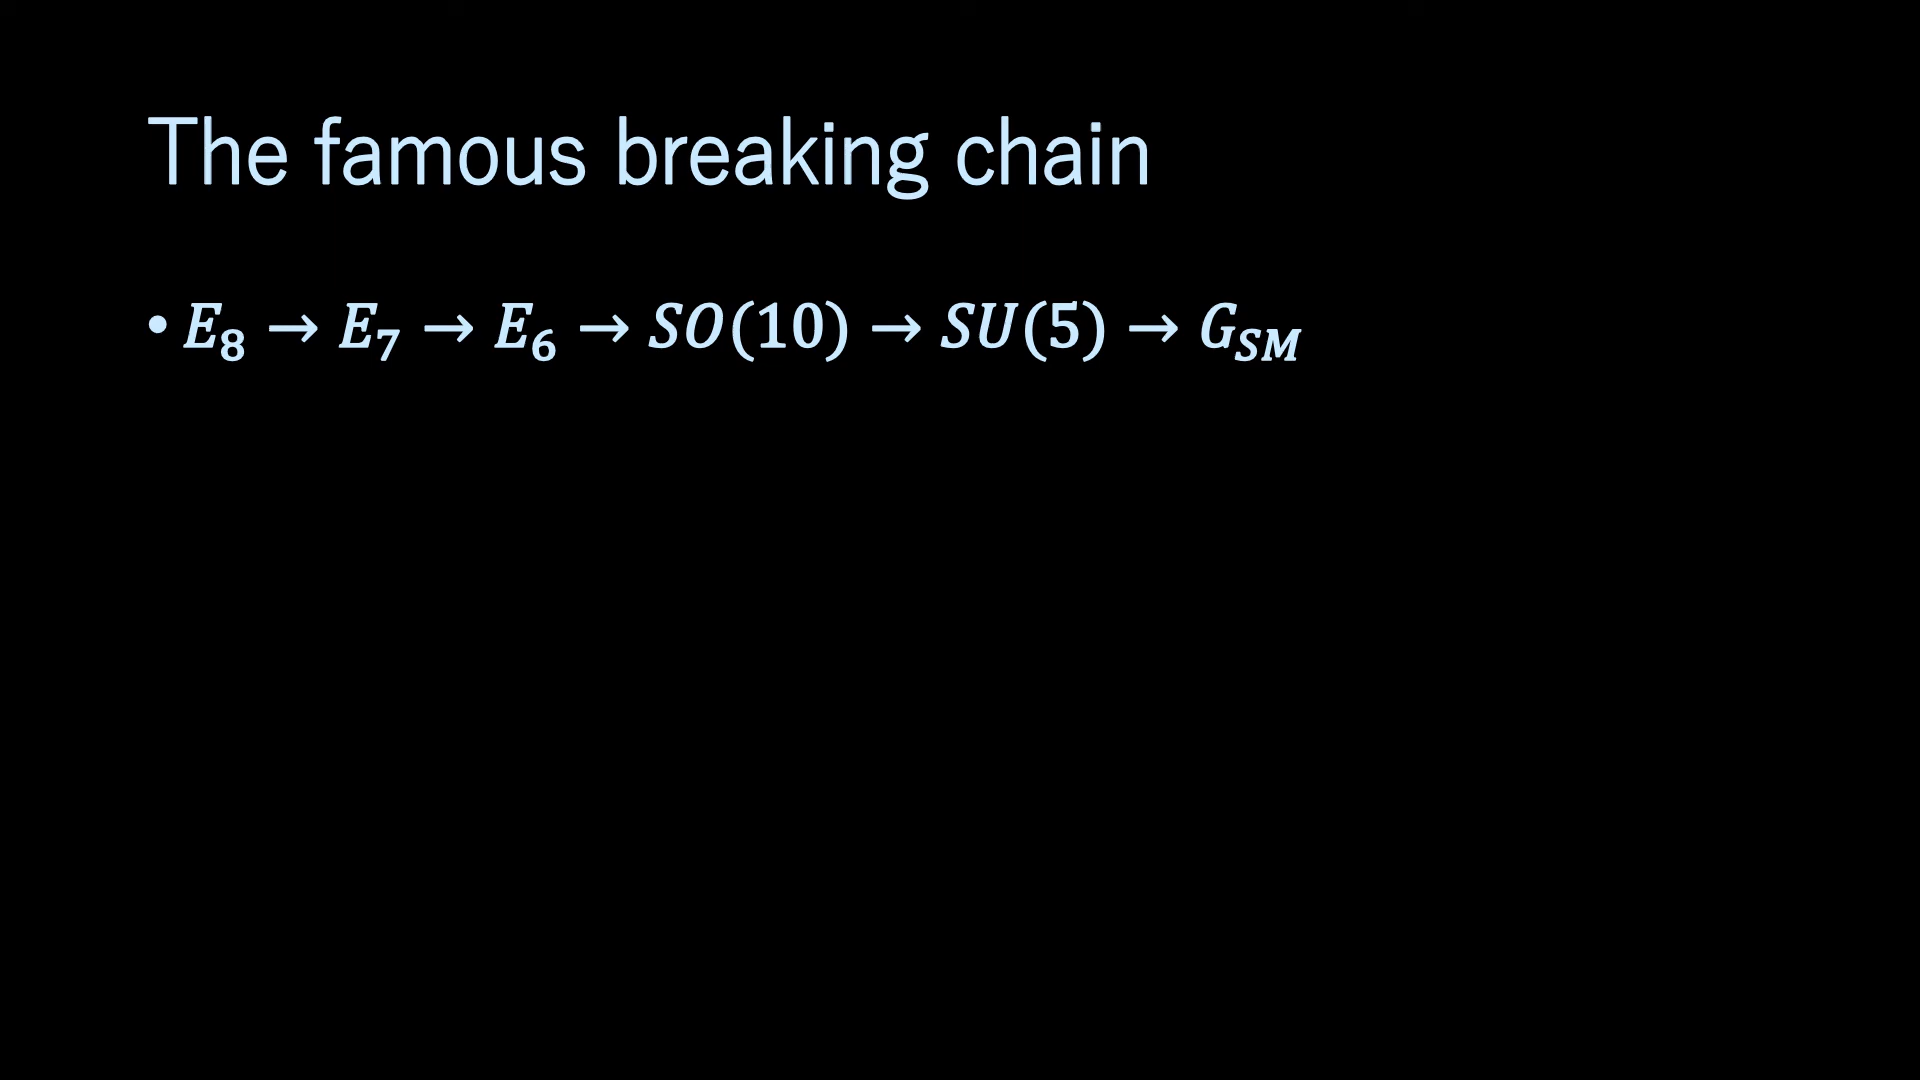 The famous breaking chain
• E₈ → E₇ → E₆ → SO(10) → SU(5) → G_SM